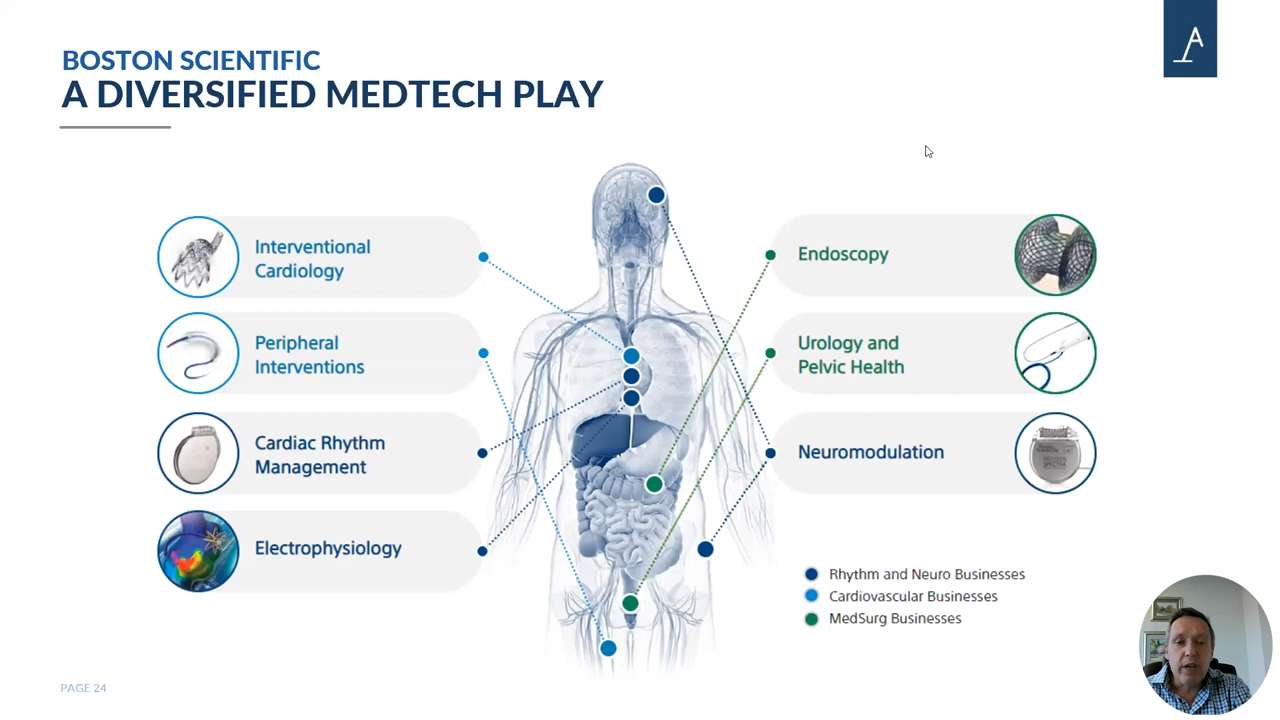 BOSTON SCIENTIFIC
A DIVERSIFIED MEDTECH PLAY
A
Interventional
Cardiology
Peripheral
Interventions
Cardiac Rhythm
Management
Electrophysiology
Endoscopy
Urology and
Pelvic Health
Neuromodulation
Rhythm and Neuro Businesses
Cardiovascular Businesses
MedSurg Businesses
PAGE 24